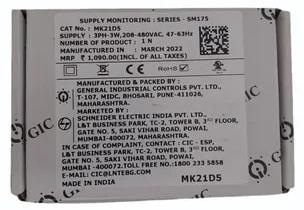 SUPPLY MONITORING : SERIES - SM175
CAT No. : MK21D5
SUPPLY : 3PH-3W,208-480VAC, 47-63Hz
NUMBER OF PRODUCT : 1 N
MANUFACTURED IN : MARCH 2022
MRP : ₹ 1,090.00 (INCL. OF ALL TAXES)
CE RoHS
MFG BY :
GENERAL INDUSTRIAL CONTROLS PVT. LTD.
T-107, MIDC, BHOSARI, PUNE-411026,
MAHARASHTRA.
SCHNEIDER ELECTRIC INDIA PVT. LTD.
L&T BUSINESS PARK, TC-2, TOWER B, 3RD FLOOR,
GATE NO. 5, SAKI VIHAR ROAD, POWAI,
MUMBAI-400072, MAHARASHTRA.
IN CASE OF COMPLAINT, CONTACT : CIC - ESP,
L&T BUSINESS PARK, TC-2, TOWER B, 3RD FLOOR,
GATE NO. 5, SAKI VIHAR ROAD, POWAI,
MUMBAI-400072.TOLL NO. : 1800 233 5858
E-MAIL : CIC@LNTEBG.COM
MADE IN INDIA MK21D5
GIC
GIC